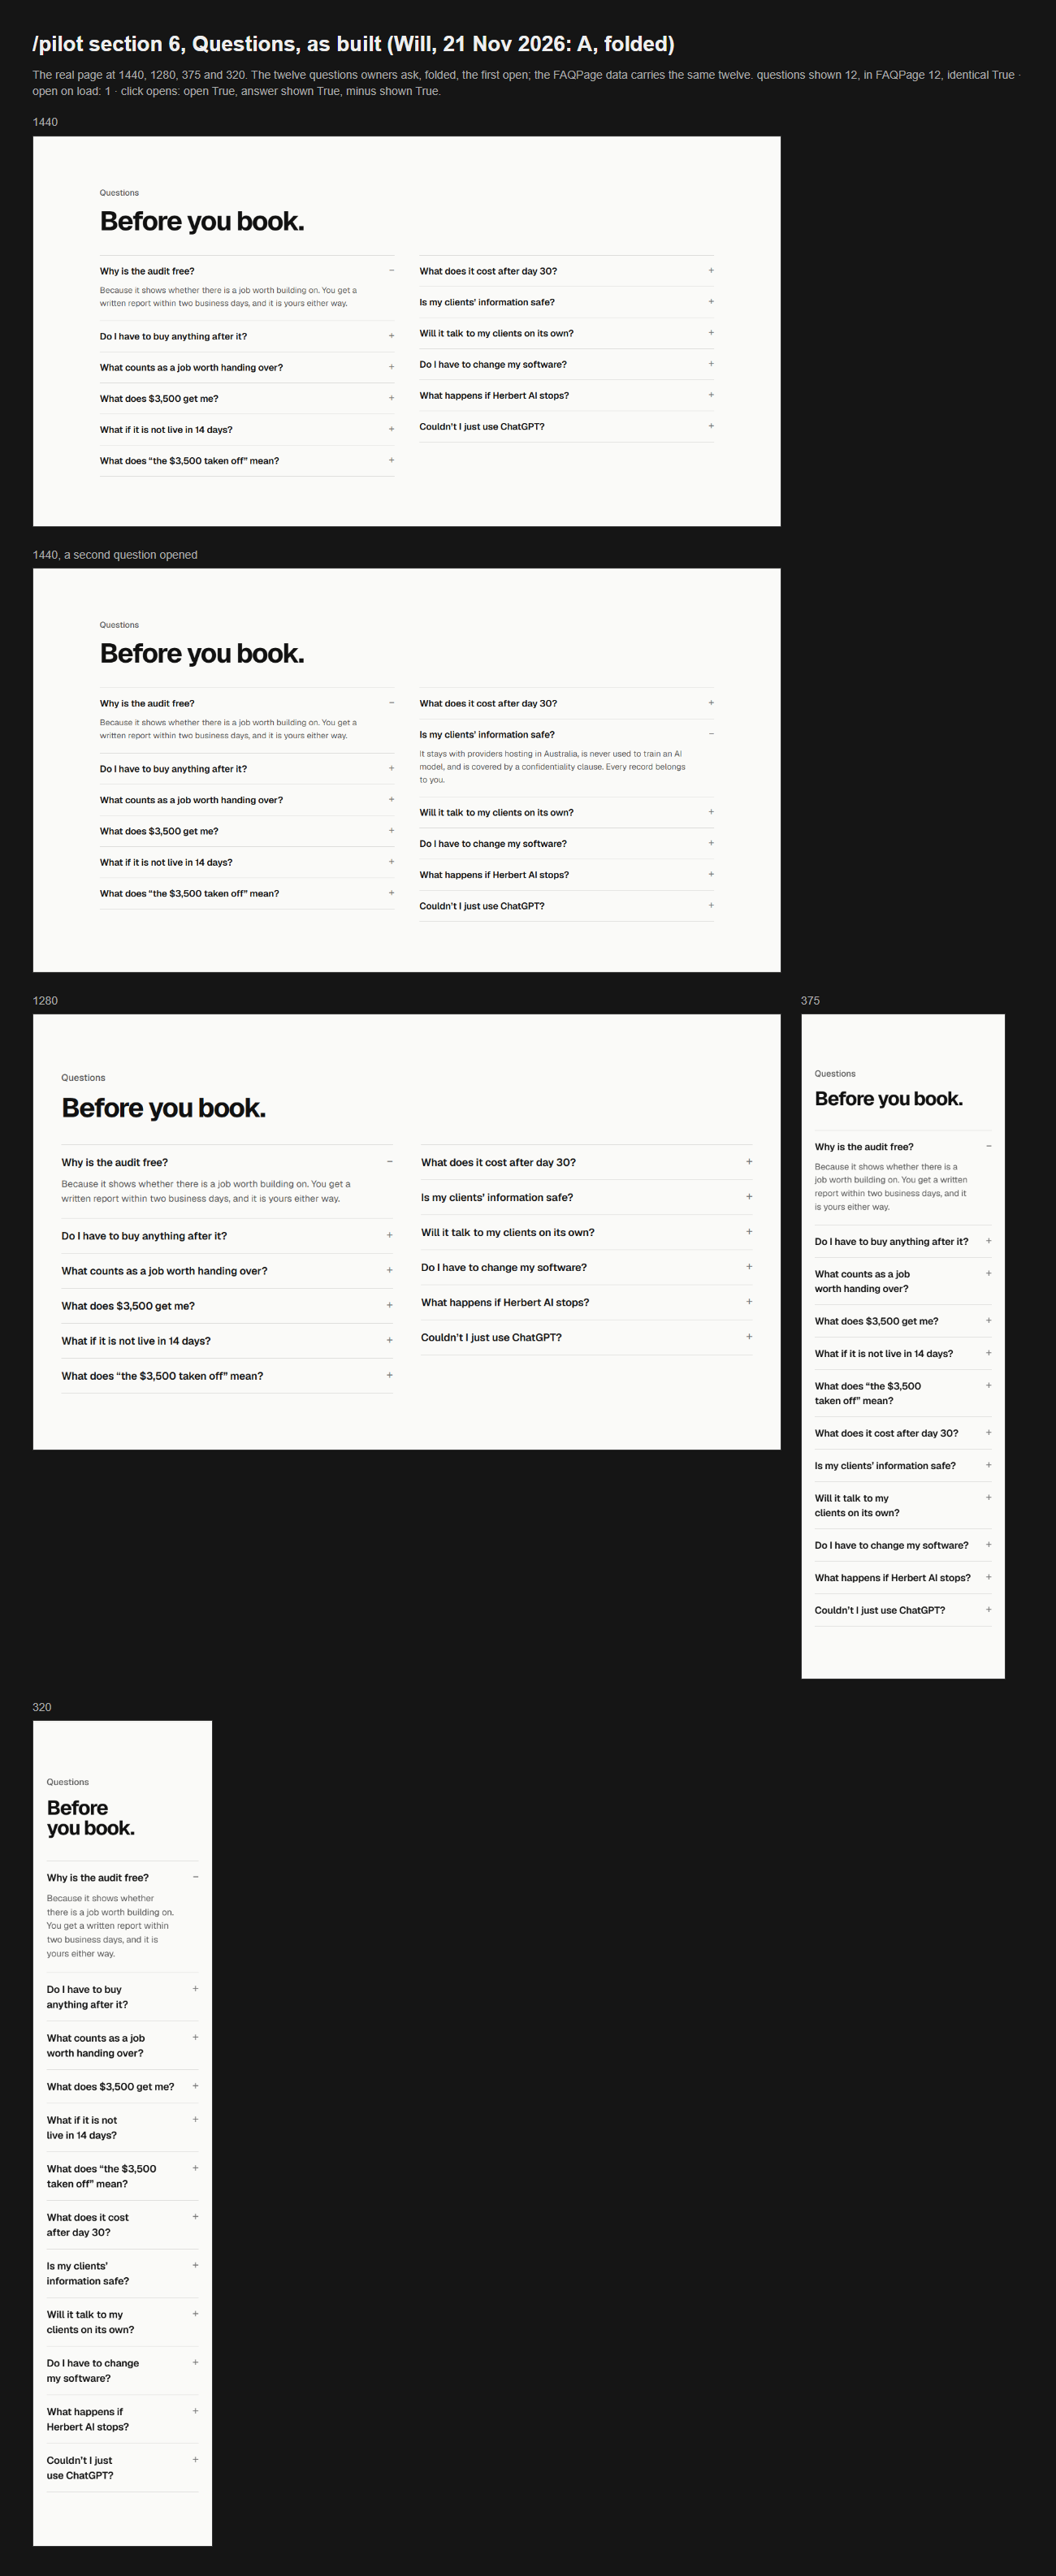 /pilot section 6, Questions, as built (Will, 21 Nov 2026: A, folded)
The real page at 1440, 1280, 375 and 320. The twelve questions owners ask, folded, the first open; the FAQPage data carries the same twelve. questions shown 12, in FAQPage 12, identical True ·
open on load: 1 · click opens: open True, answer shown True, minus shown True.
1440
Questions
Before you book.
Why is the audit free?
−
Because it shows whether there is a job worth building on. You get a
written report within two business days, and it is yours either way.
Do I have to buy anything after it?
+
What counts as a job worth handing over?
+
What does $3,500 get me?
+
What if it is not live in 14 days?
+
What does “the $3,500 taken off” mean?
+
What does it cost after day 30?
+
Is my clients’ information safe?
+
Will it talk to my clients on its own?
+
Do I have to change my software?
+
What happens if Herbert AI stops?
+
Couldn’t I just use ChatGPT?
+
1440, a second question opened
Questions
Before you book.
Why is the audit free?
−
Because it shows whether there is a job worth building on. You get a
written report within two business days, and it is yours either way.
Do I have to buy anything after it?
+
What counts as a job worth handing over?
+
What does $3,500 get me?
+
What if it is not live in 14 days?
+
What does “the $3,500 taken off” mean?
+
What does it cost after day 30?
+
Is my clients’ information safe?
−
It stays with providers hosting in Australia, is never used to train an AI
model, and is covered by a confidentiality clause. Every record belongs
to you.
Will it talk to my clients on its own?
+
Do I have to change my software?
+
What happens if Herbert AI stops?
+
Couldn’t I just use ChatGPT?
+
1280
Questions
Before you book.
Why is the audit free?
−
Because it shows whether there is a job worth building on. You get a
written report within two business days, and it is yours either way.
Do I have to buy anything after it?
+
What counts as a job worth handing over?
+
What does $3,500 get me?
+
What if it is not live in 14 days?
+
What does “the $3,500 taken off” mean?
+
What does it cost after day 30?
+
Is my clients’ information safe?
+
Will it talk to my clients on its own?
+
Do I have to change my software?
+
What happens if Herbert AI stops?
+
Couldn’t I just use ChatGPT?
+
375
Questions
Before you book.
Why is the audit free?
−
Because it shows whether there is a
job worth building on. You get a written
report within two business days, and it
is yours either way.
Do I have to buy anything after it?
+
What counts as a job
worth handing over?
+
What does $3,500 get me?
+
What if it is not live in 14 days?
+
What does “the $3,500
taken off” mean?
+
What does it cost after day 30?
+
Is my clients’ information safe?
+
Will it talk to my
clients on its own?
+
Do I have to change my software?
+
What happens if Herbert AI stops?
+
Couldn’t I just use ChatGPT?
+
320
Questions
Before
you book.
Why is the audit free?
−
Because it shows whether
there is a job worth building on.
You get a written report within
two business days, and it is
yours either way.
Do I have to buy
anything after it?
+
What counts as a job
worth handing over?
+
What does $3,500 get me?
+
What if it is not
live in 14 days?
+
What does “the $3,500
taken off” mean?
+
What does it cost
after day 30?
+
Is my clients’
information safe?
+
Will it talk to my
clients on its own?
+
Do I have to change
my software?
+
What happens if
Herbert AI stops?
+
Couldn’t I just
use ChatGPT?
+